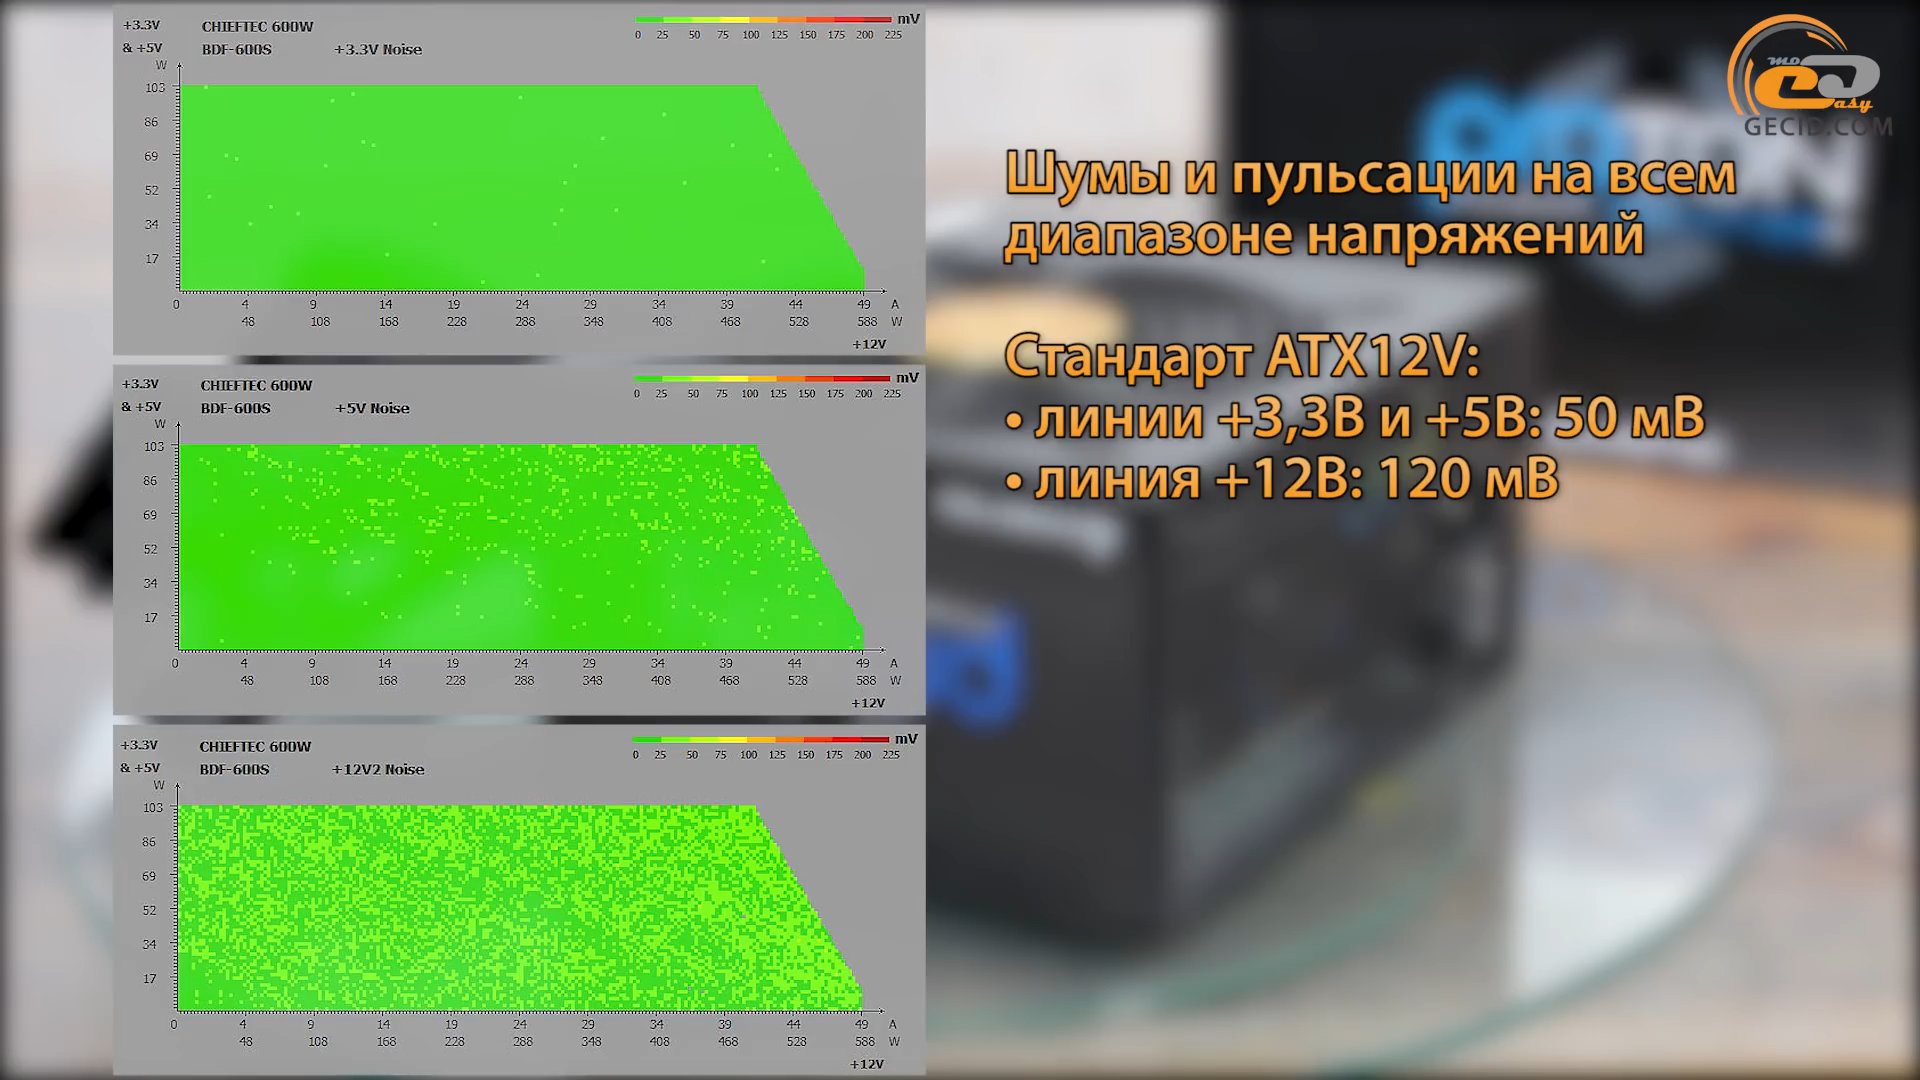 +3.3V
& +5V
CHIEFTEC 600W
BDF-600S
+3.3V Noise
mV
0 25 50 75 100 125 150 175 200 225
W
103
86
69
52
34
17
0 4 9 14 19 24 29 34 39 44 49 A
48 108 168 228 288 348 408 468 528 588 W
+12V
+3.3V
& +5V
CHIEFTEC 600W
BDF-600S
+5V Noise
mV
0 25 50 75 100 125 150 175 200 225
W
103
86
69
52
34
17
0 4 9 14 19 24 29 34 39 44 49 A
48 108 168 228 288 348 408 468 528 588 W
+12V
+3.3V
& +5V
CHIEFTEC 600W
BDF-600S
+12V2 Noise
mV
0 25 50 75 100 125 150 175 200 225
W
103
86
69
52
34
17
0 4 9 14 19 24 29 34 39 44 49 A
48 108 168 228 288 348 408 468 528 588 W
+12V
GECID.COM
Шумы и пульсации на всем
диапазоне напряжений
Стандарт ATX12V:
• линии +3,3В и +5В: 50 мВ
• линия +12В: 120 мВ